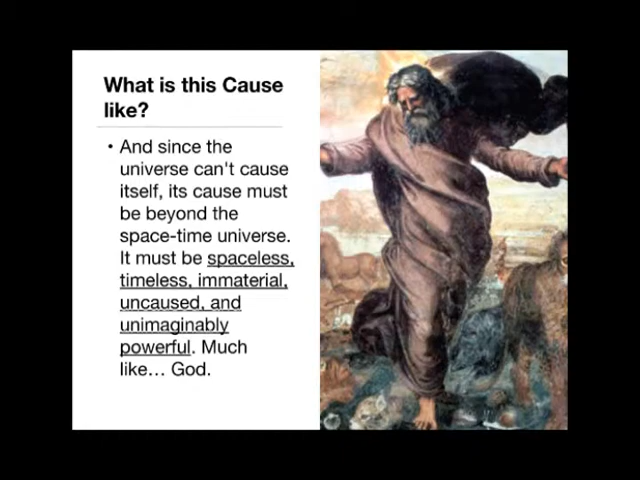 What is this Cause
like?
• And since the
universe can't cause
itself, its cause must
be beyond the
space-time universe.
It must be spaceless,
timeless, immaterial,
uncaused, and
unimaginably
powerful. Much
like… God.